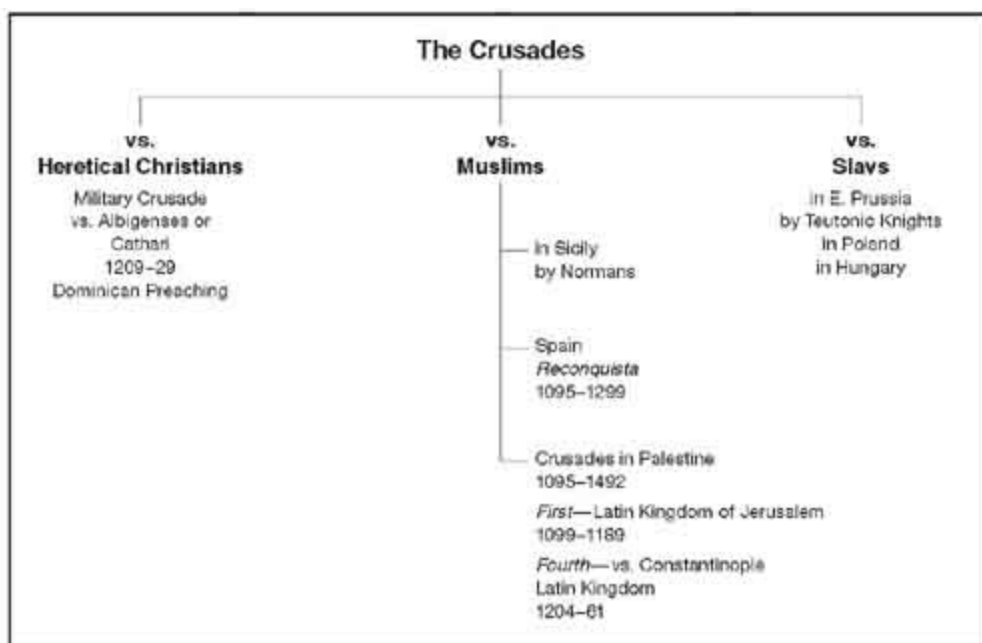 The Crusades
vs.
Heretical Christians
Military Crusade
vs. Albigenses or
Cathari
1209–29
Dominican Preaching
vs.
Muslims
in Sicily
by Normans
Spain
Reconquista
1095–1299
Crusades in Palestine
1095–1492
First—Latin Kingdom of Jerusalem
1099–1189
Fourth—vs. Constantinople
Latin Kingdom
1204–61
vs.
Slavs
in E. Prussia
by Teutonic Knights
in Poland
in Hungary